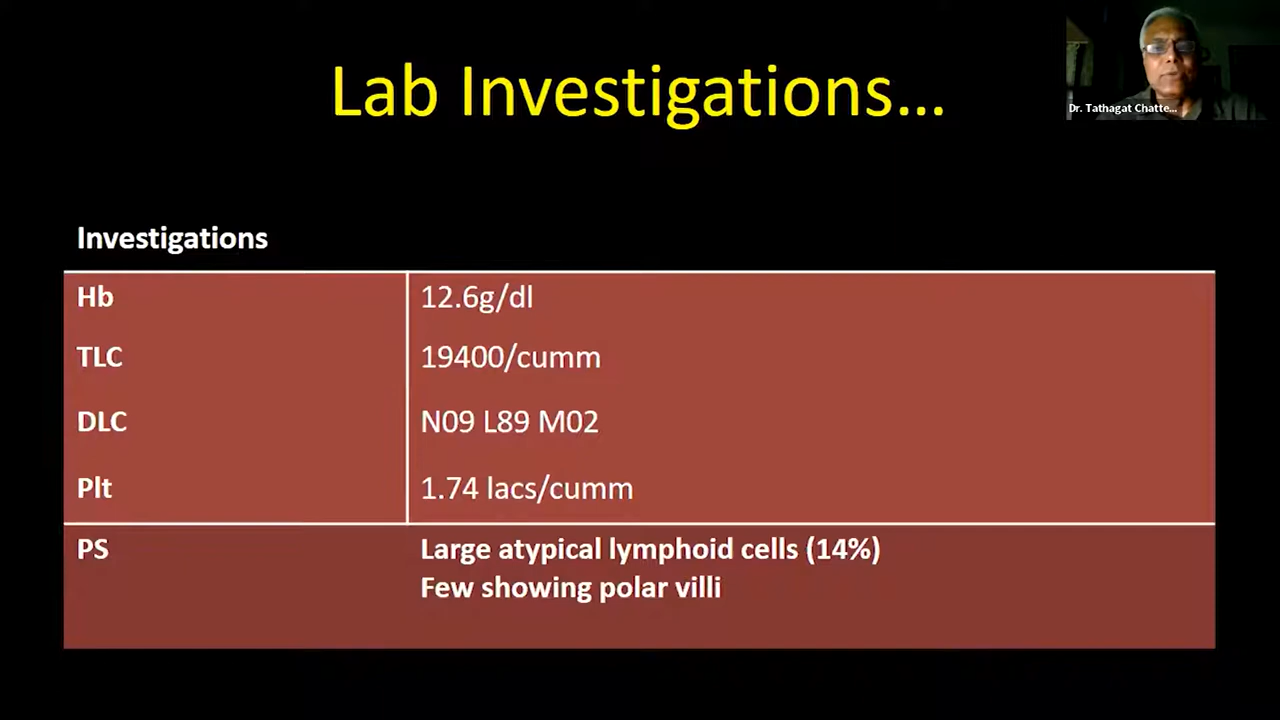 Lab Investigations...
Dr. Tathagat Chatte...
Investigations
Hb 12.6g/dl
TLC 19400/cumm
DLC N09 L89 M02
Plt 1.74 lacs/cumm
PS Large atypical lymphoid cells (14%)
Few showing polar villi